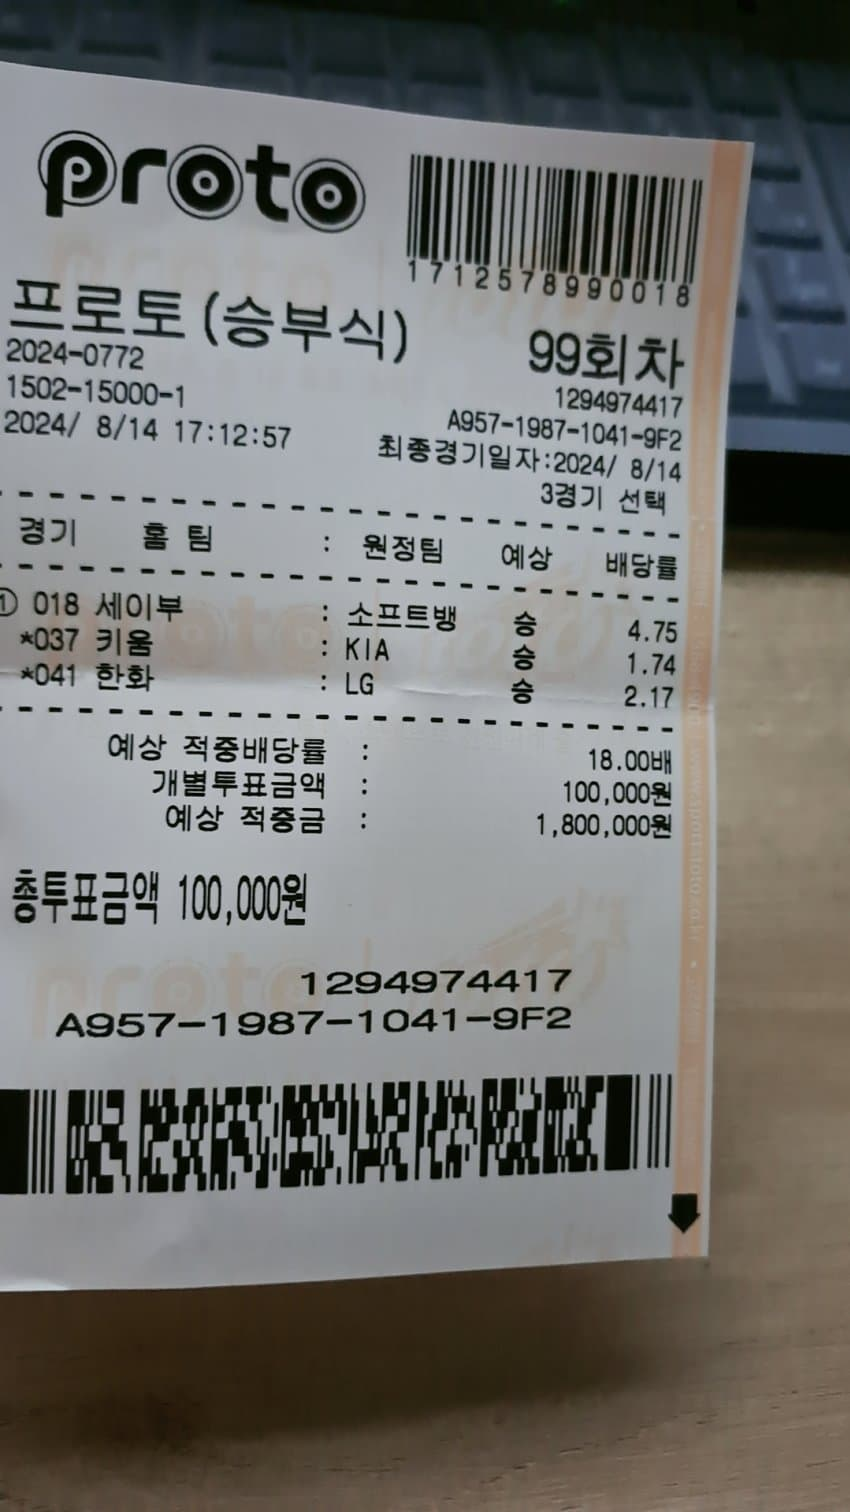 proto
1712578990018
프로토(승부식)
99회차
2024-0772
1294974417
1502-15000-1
A957-1987-1041-9F2
2024/ 8/14 17:12:57
최종경기일자:2024/ 8/14
3경기 선택
경기 홈 팀 : 원정팀 예상 배당률
① 018 세이부 : 소프트뱅 승 4.75
*037 키움 : KIA 승 1.74
*041 한화 : LG 승 2.17
예상 적중배당률 : 18.00배
개별투표금액 : 100,000원
예상 적중금 : 1,800,000원
총투표금액 100,000원
1294974417
A957-1987-1041-9F2